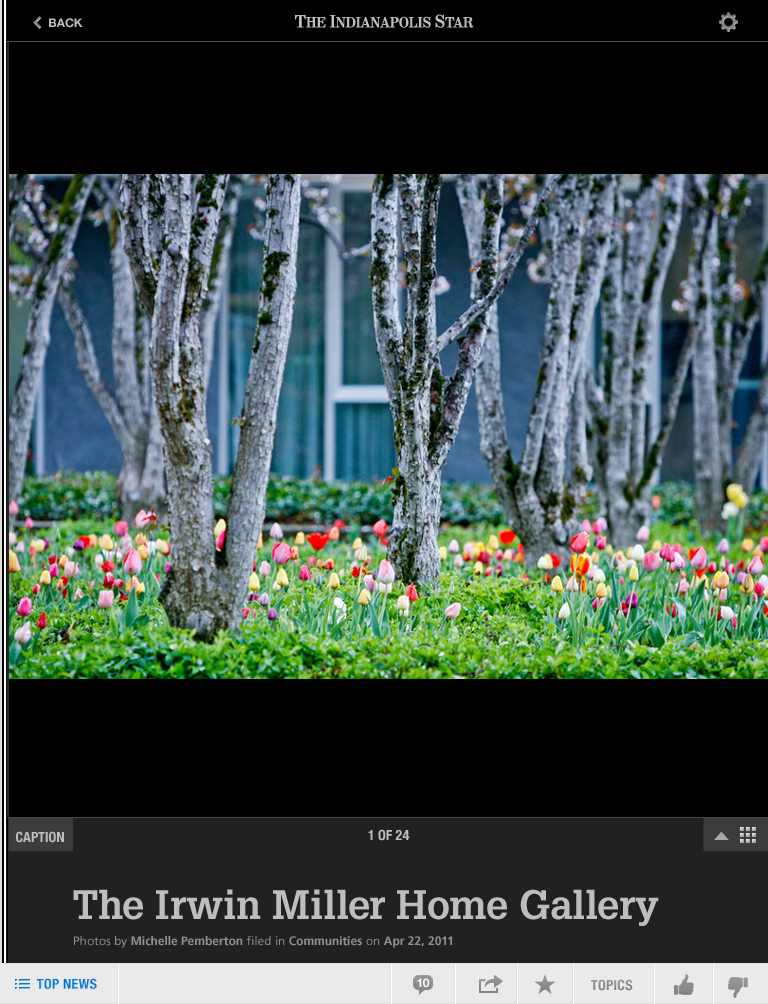 BACK
THE INDIANAPOLIS STAR
CAPTION
1 OF 24
The Irwin Miller Home Gallery
Photos by Michelle Pemberton filed in Communities on Apr 22, 2011
TOP NEWS
10
TOPICS